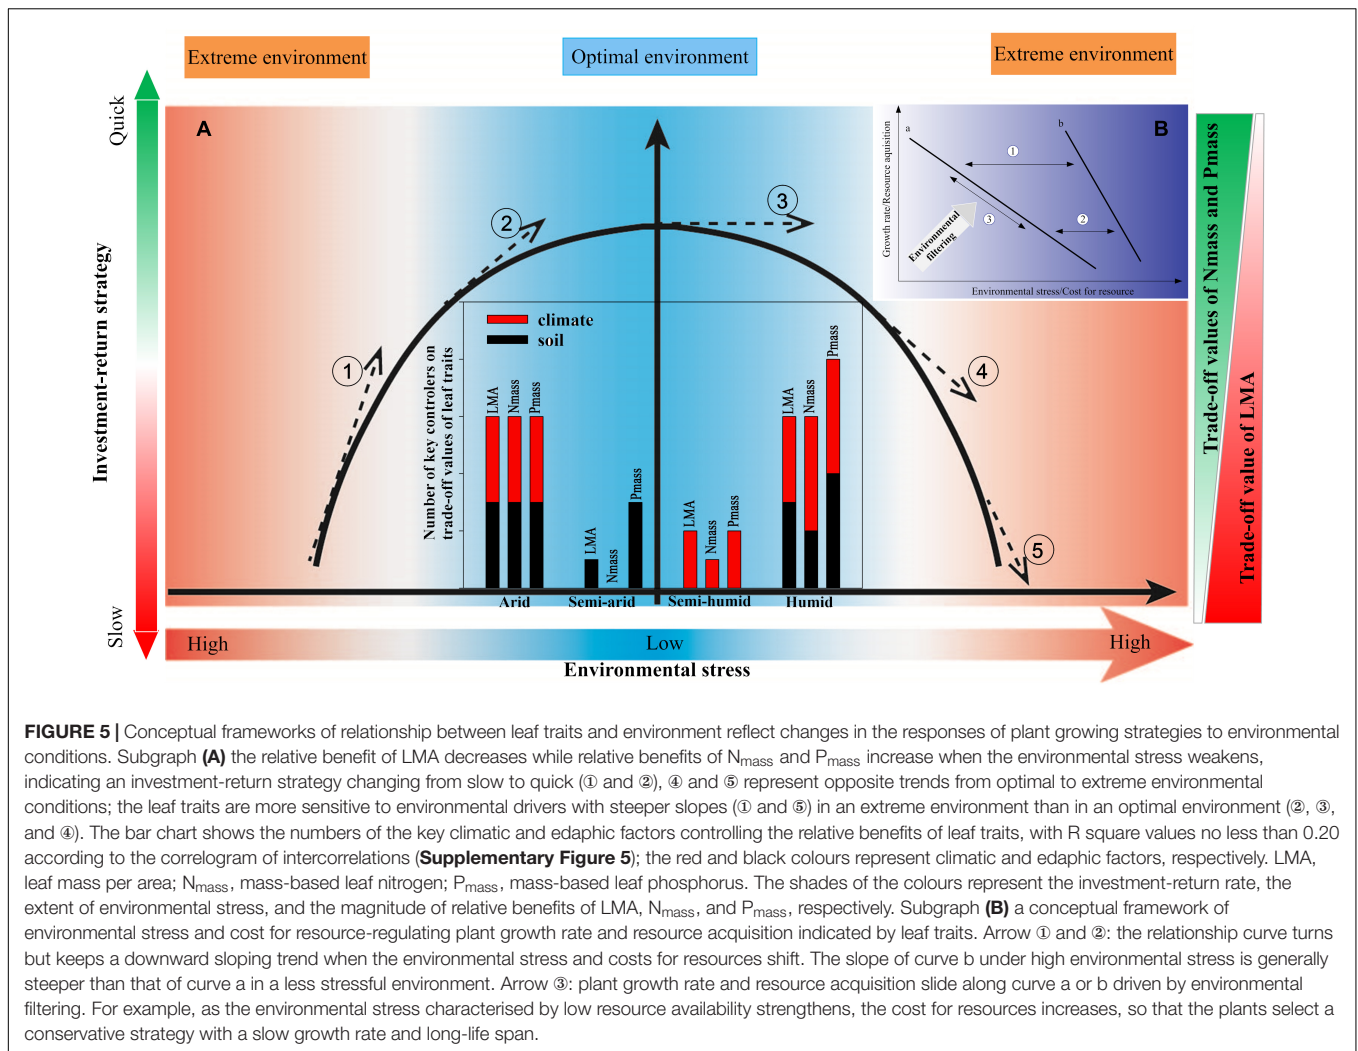 Extreme environment
Optimal environment
Extreme environment
Quick
Investment-return strategy
Slow
A
①
②
③
④
⑤
climate
soil
Number of key controlers on
trade-off values of leaf traits
LMA
Nmass
Pmass
LMA
Nmass
Pmass
LMA
Nmass
Pmass
LMA
Nmass
Pmass
Arid
Semi-arid
Semi-humid
Humid
B
a
b
①
②
③
Growth rate/Resource aquisition
Environmental
filtering
Environmental stress/Cost for resource
Trade-off values of Nmass and Pmass
Trade-off value of LMA
High
Low
High
Environmental stress
FIGURE 5 | Conceptual frameworks of relationship between leaf traits and environment reflect changes in the responses of plant growing strategies to environmental
conditions. Subgraph (A) the relative benefit of LMA decreases while relative benefits of Nmass and Pmass increase when the environmental stress weakens,
indicating an investment-return strategy changing from slow to quick (① and ②), ④ and ⑤ represent opposite trends from optimal to extreme environmental
conditions; the leaf traits are more sensitive to environmental drivers with steeper slopes (① and ⑤) in an extreme environment than in an optimal environment (②, ③,
and ④). The bar chart shows the numbers of the key climatic and edaphic factors controlling the relative benefits of leaf traits, with R square values no less than 0.20
according to the correlogram of intercorrelations (Supplementary Figure 5); the red and black colours represent climatic and edaphic factors, respectively. LMA,
leaf mass per area; Nmass, mass-based leaf nitrogen; Pmass, mass-based leaf phosphorus. The shades of the colours represent the investment-return rate, the
extent of environmental stress, and the magnitude of relative benefits of LMA, Nmass, and Pmass, respectively. Subgraph (B) a conceptual framework of
environmental stress and cost for resource-regulating plant growth rate and resource acquisition indicated by leaf traits. Arrow ① and ②: the relationship curve turns
but keeps a downward sloping trend when the environmental stress and costs for resources shift. The slope of curve b under high environmental stress is generally
steeper than that of curve a in a less stressful environment. Arrow ③: plant growth rate and resource acquisition slide along curve a or b driven by environmental
filtering. For example, as the environmental stress characterised by low resource availability strengthens, the cost for resources increases, so that the plants select a
conservative strategy with a slow growth rate and long-life span.